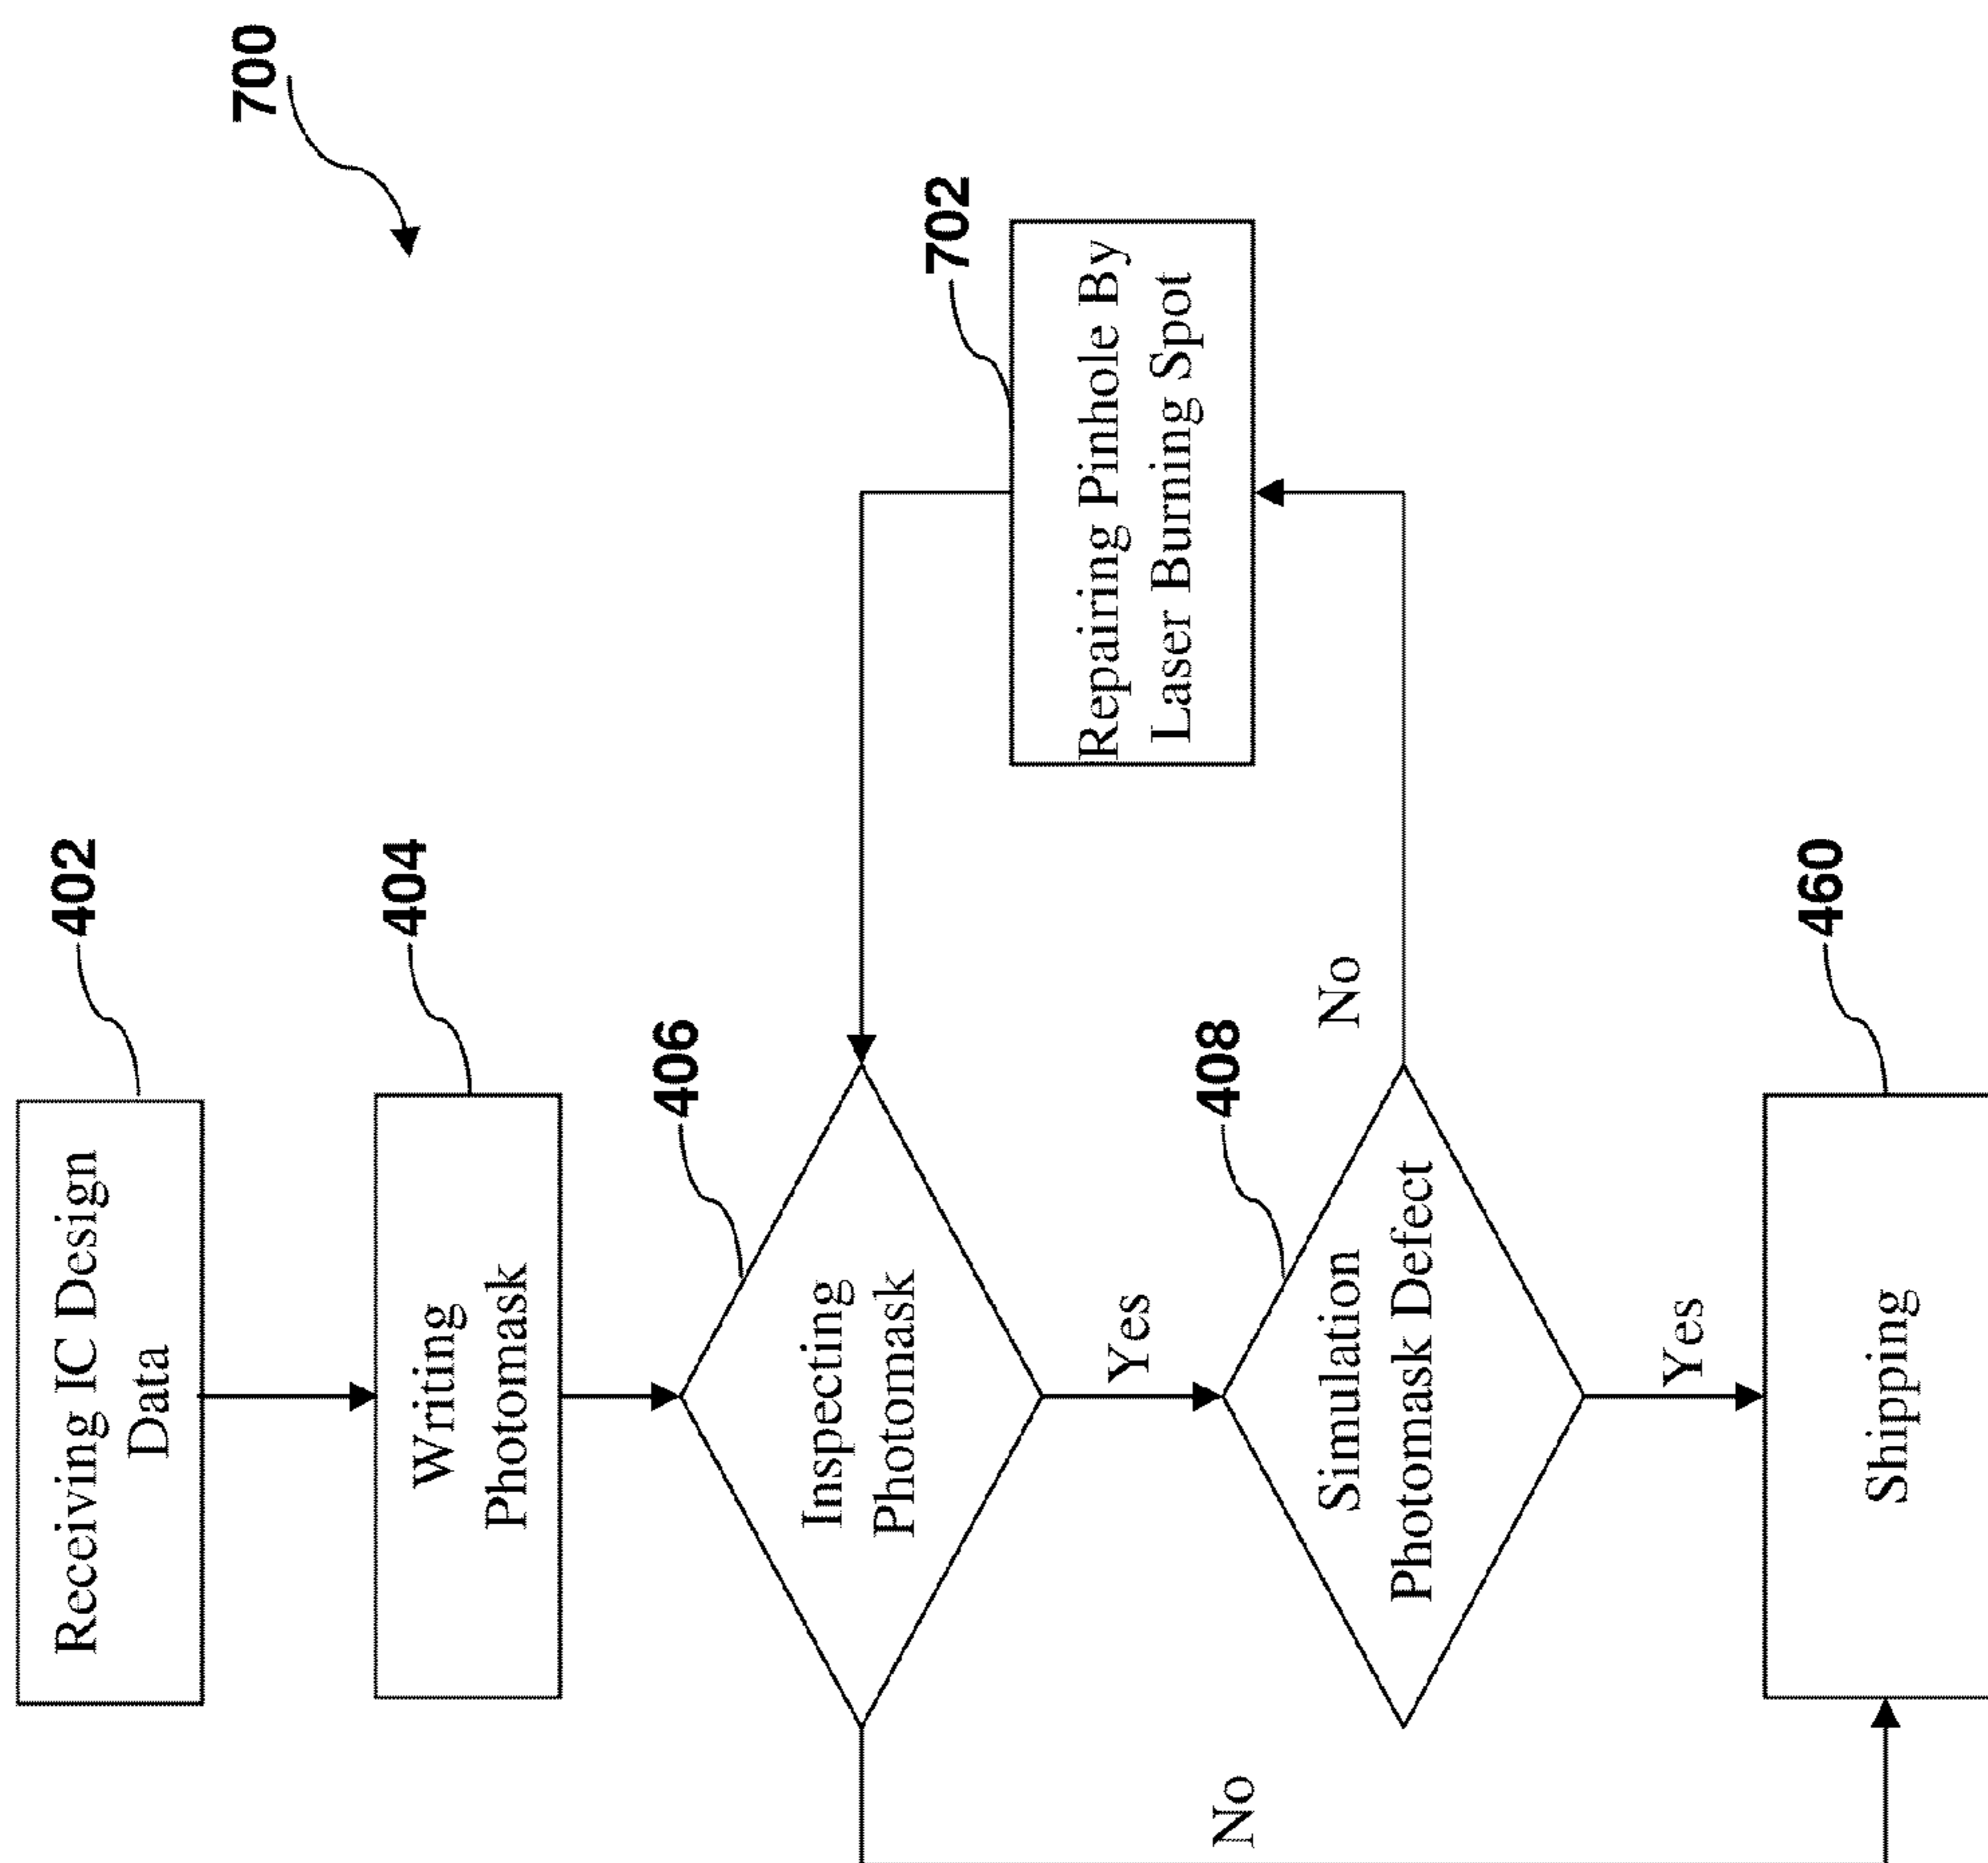 700
Receiving IC Design
Data
402
Writing
Photomask
404
Inspecting
Photomask
406
Yes
No
Simulation
Photomask Defect
408
No
Repairing Pinhole By
Laser Burning Spot
702
Yes
Shipping
460